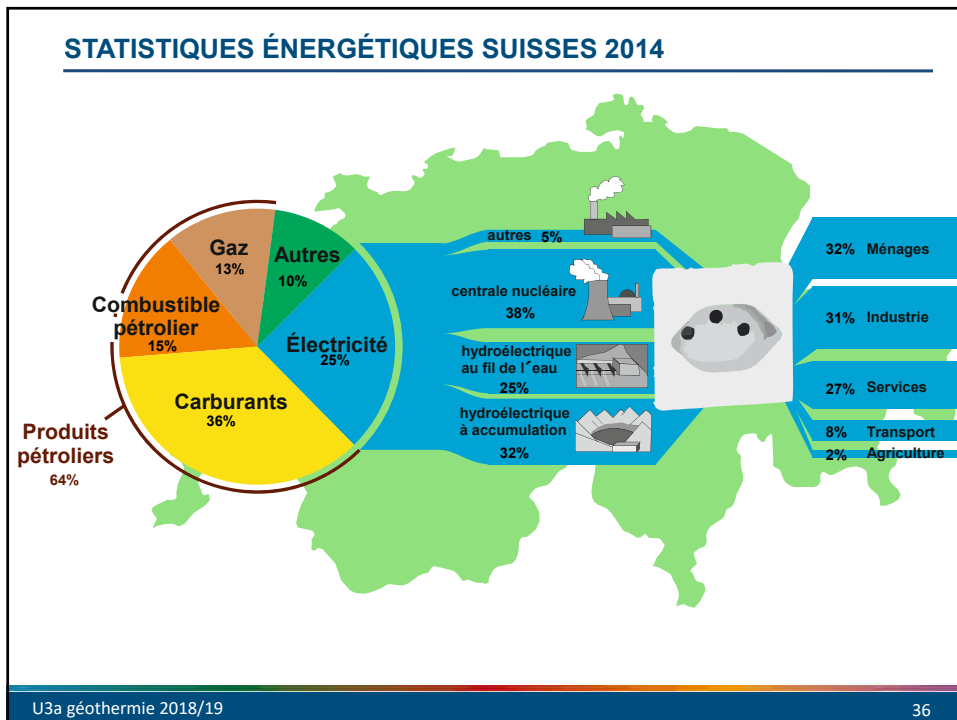 STATISTIQUES ÉNERGÉTIQUES SUISSES 2014
Gaz
13%
Autres
10%
Combustible
pétrolier
15%
Électricité
25%
Carburants
36%
Produits
pétroliers
64%
autres 5%
centrale nucléaire
38%
hydroélectrique
au fil de l´eau
25%
hydroélectrique
à accumulation
32%
32% Ménages
31% Industrie
27% Services
8% Transport
2% Agriculture
U3a géothermie 2018/19
36